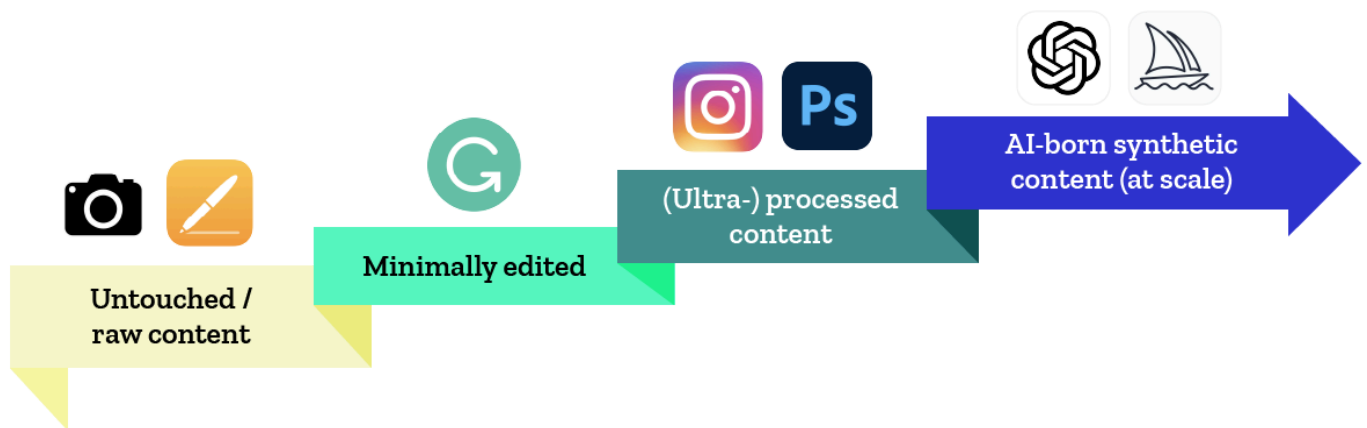 Untouched /
raw content
Minimally edited
Ps
(Ultra-) processed
content
AI-born synthetic
content (at scale)